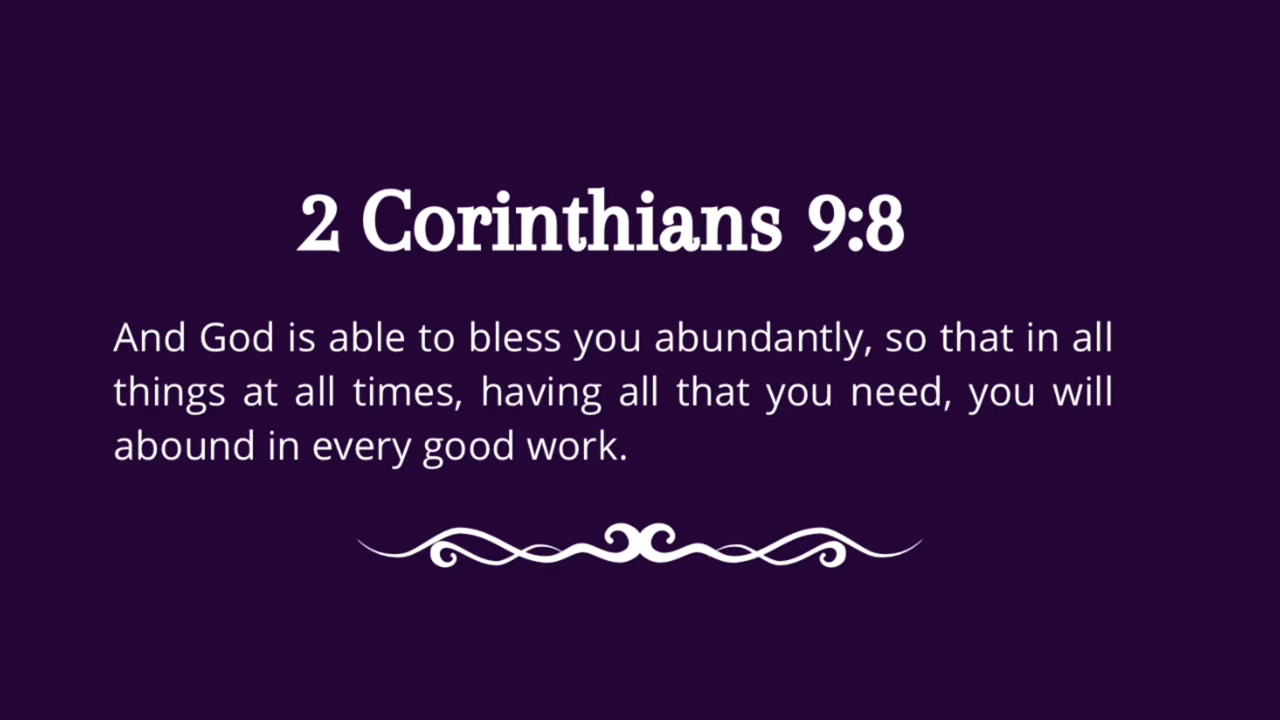 2 Corinthians 9:8
And God is able to bless you abundantly, so that in all
things at all times, having all that you need, you will
abound in every good work.